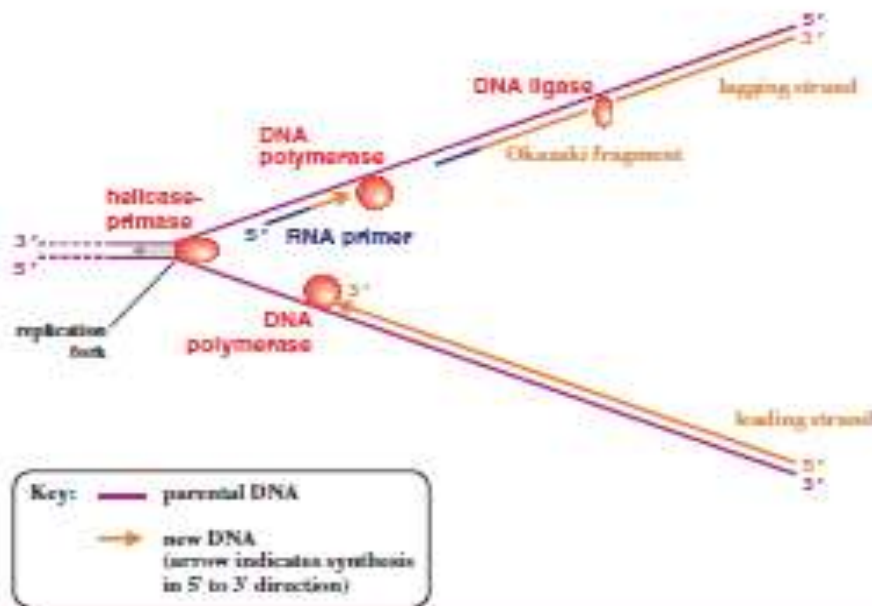 5'
3'
DNA ligase
lagging strand
DNA
polymerase
Okazaki fragment
helicase-
primase
5'
RNA primer
3'
5'
3'
DNA
polymerase
replication
fork
leading strand
5'
3'
Key:
parental DNA
new DNA
(arrow indicates synthesis
in 5' to 3' direction)